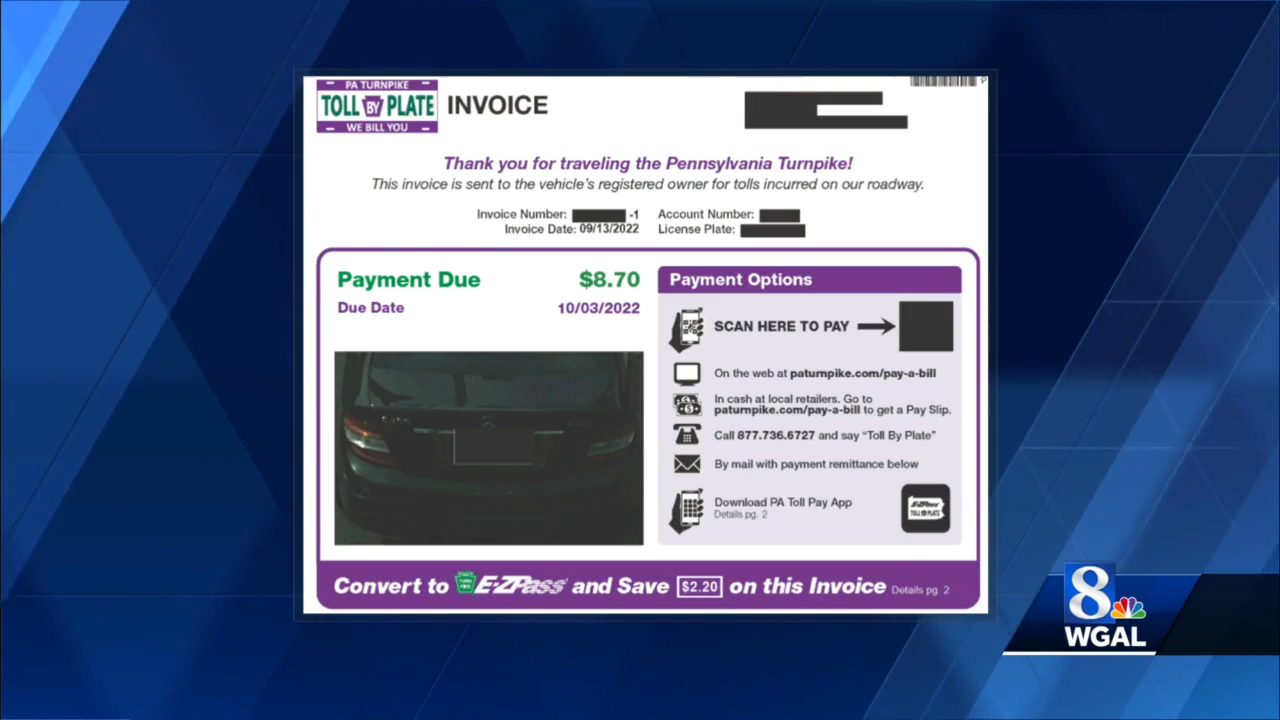 PA TURNPIKE
TOLL BY PLATE
WE BILL YOU
INVOICE
P
Thank you for traveling the Pennsylvania Turnpike!
This invoice is sent to the vehicle's registered owner for tolls incurred on our roadway.
Invoice Number: -1
Account Number:
Invoice Date: 09/13/2022
License Plate:
Payment Due $8.70
Due Date 10/03/2022
Payment Options
SCAN HERE TO PAY
On the web at paturnpike.com/pay-a-bill
In cash at local retailers. Go to
paturnpike.com/pay-a-bill to get a Pay Slip.
Call 877.736.6727 and say "Toll By Plate"
By mail with payment remittance below
Download PA Toll Pay App
Details pg. 2
E-ZPass
TOLL BY PLATE
Convert to E-ZPass and Save $2.20 on this Invoice Details pg. 2
8
WGAL